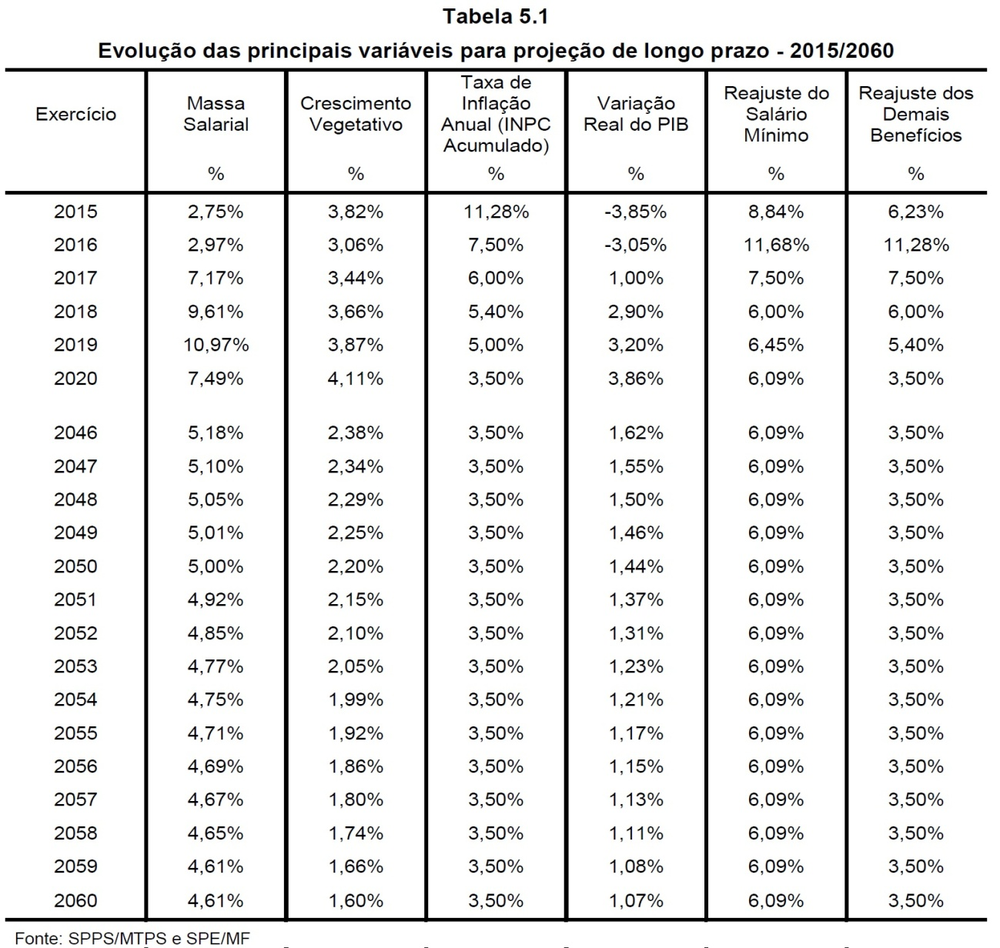 Tabela 5.1
Evolução das principais variáveis para projeção de longo prazo - 2015/2060
Exercício Massa Salarial Crescimento Vegetativo Taxa de Inflação Anual (INPC Acumulado) Variação Real do PIB Reajuste do Salário Mínimo Reajuste dos Demais Benefícios
% % % % % %
2015 2,75% 3,82% 11,28% -3,85% 8,84% 6,23%
2016 2,97% 3,06% 7,50% -3,05% 11,68% 11,28%
2017 7,17% 3,44% 6,00% 1,00% 7,50% 7,50%
2018 9,61% 3,66% 5,40% 2,90% 6,00% 6,00%
2019 10,97% 3,87% 5,00% 3,20% 6,45% 5,40%
2020 7,49% 4,11% 3,50% 3,86% 6,09% 3,50%
2046 5,18% 2,38% 3,50% 1,62% 6,09% 3,50%
2047 5,10% 2,34% 3,50% 1,55% 6,09% 3,50%
2048 5,05% 2,29% 3,50% 1,50% 6,09% 3,50%
2049 5,01% 2,25% 3,50% 1,46% 6,09% 3,50%
2050 5,00% 2,20% 3,50% 1,44% 6,09% 3,50%
2051 4,92% 2,15% 3,50% 1,37% 6,09% 3,50%
2052 4,85% 2,10% 3,50% 1,31% 6,09% 3,50%
2053 4,77% 2,05% 3,50% 1,23% 6,09% 3,50%
2054 4,75% 1,99% 3,50% 1,21% 6,09% 3,50%
2055 4,71% 1,92% 3,50% 1,17% 6,09% 3,50%
2056 4,69% 1,86% 3,50% 1,15% 6,09% 3,50%
2057 4,67% 1,80% 3,50% 1,13% 6,09% 3,50%
2058 4,65% 1,74% 3,50% 1,11% 6,09% 3,50%
2059 4,61% 1,66% 3,50% 1,08% 6,09% 3,50%
2060 4,61% 1,60% 3,50% 1,07% 6,09% 3,50%
Fonte: SPPS/MTPS e SPE/MF